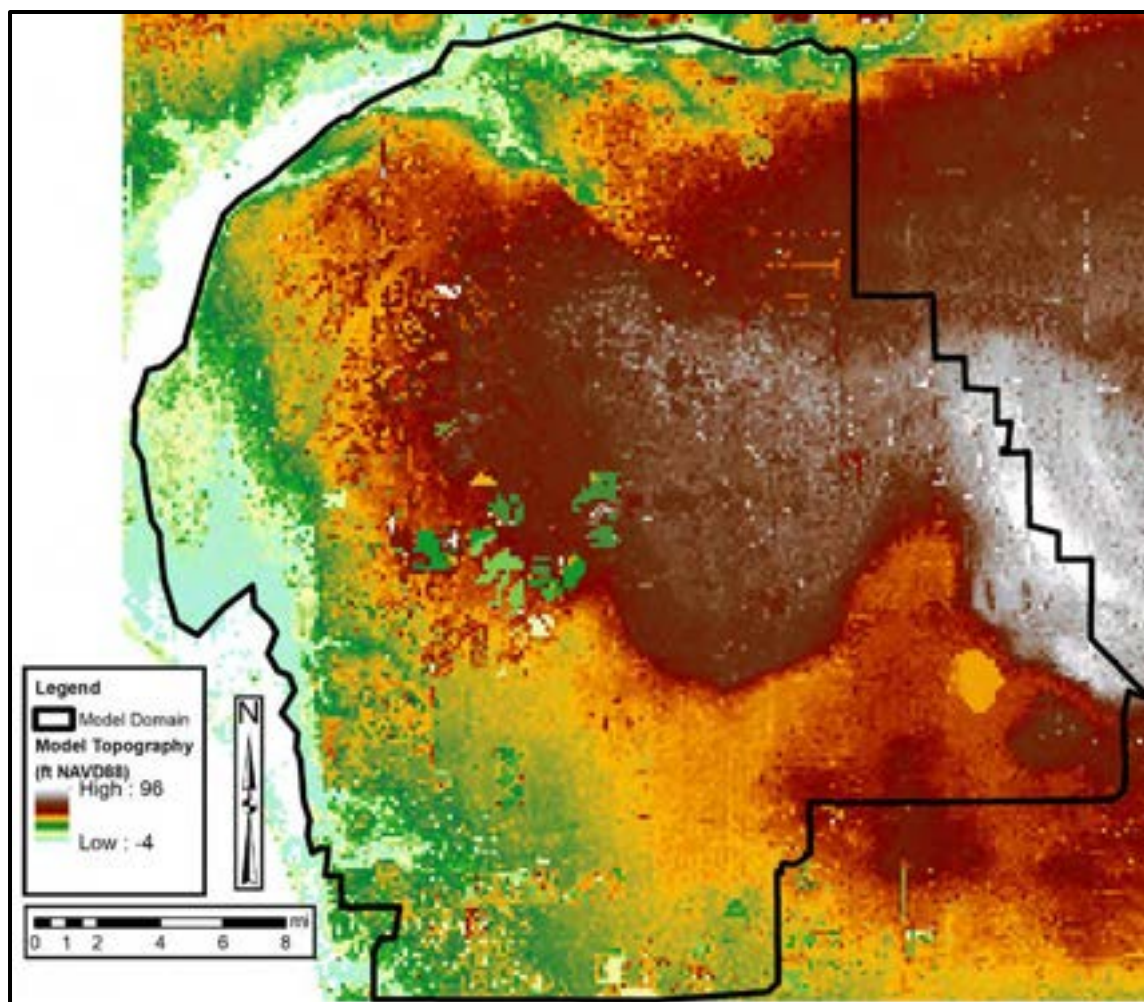 N
Legend
Model Domain
Model Topography
(ft NAVD88)
High : 96
Low : -4
mi
0 1 2 4 6 8